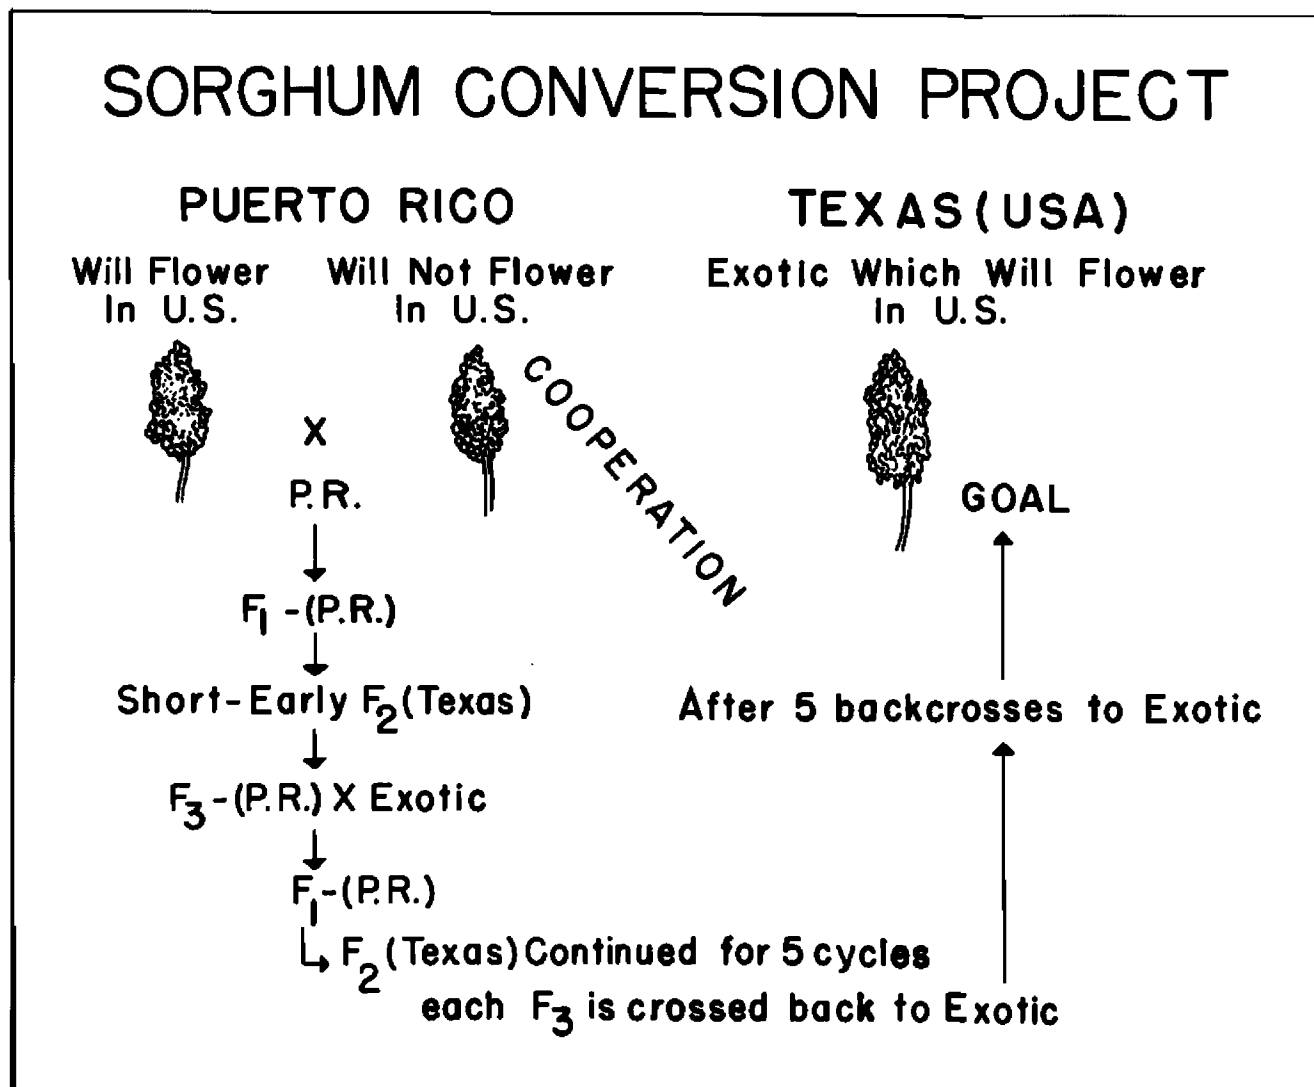 SORGHUM CONVERSION PROJECT
PUERTO RICO
Will Flower
In U.S.
Will Not Flower
In U.S.
X
P.R.
F1 -(P.R.)
Short-Early F2(Texas)
F3-(P.R.) X Exotic
F1-(P.R.)
F2(Texas) Continued for 5 cycles
each F3 is crossed back to Exotic
COOPERATION
TEXAS (USA)
Exotic Which Will Flower
In U.S.
GOAL
After 5 backcrosses to Exotic